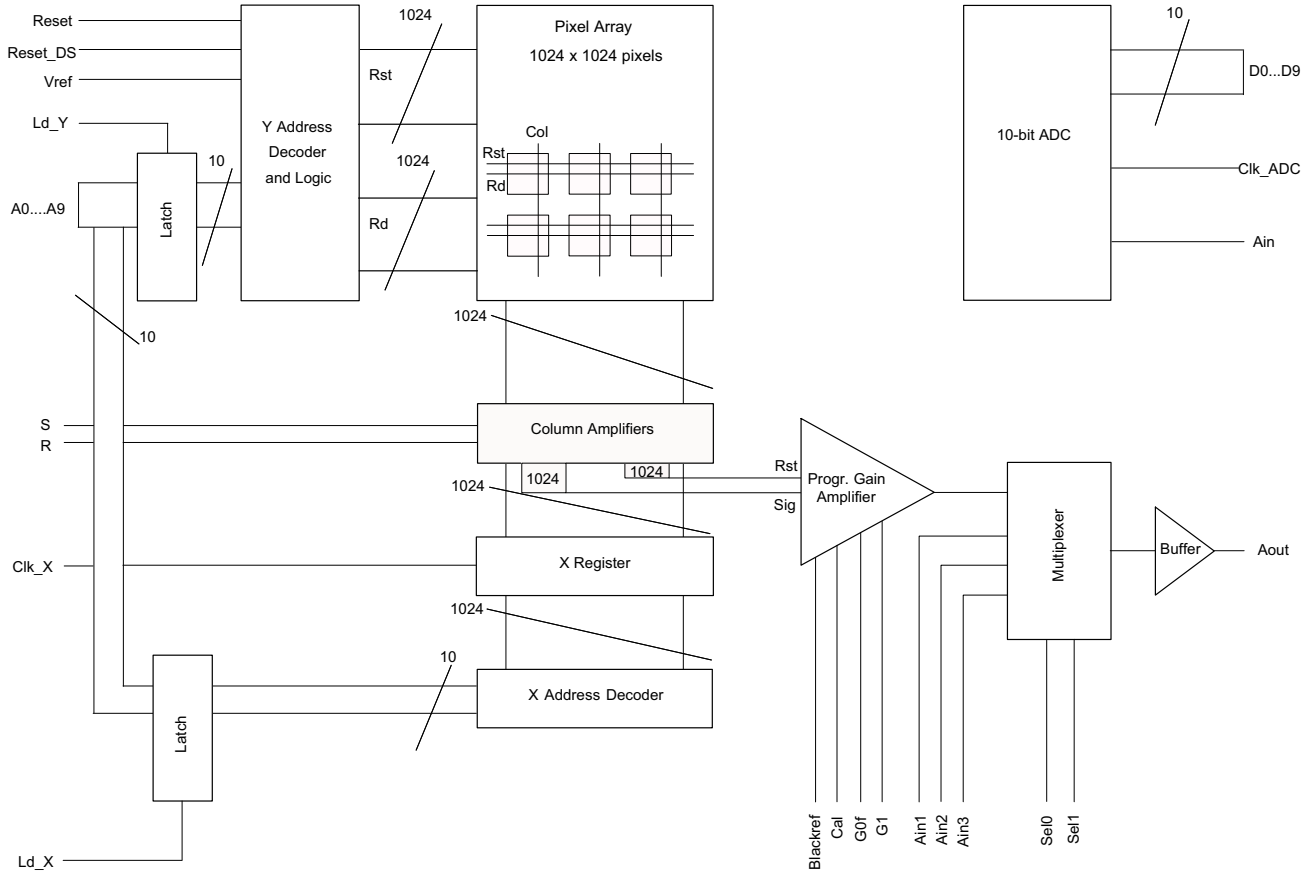 Reset
Reset_DS
Vref
Ld_Y
A0....A9
Latch
10
10
Y Address
Decoder
and Logic
1024
Rst
1024
Rd
Pixel Array
1024 x 1024 pixels
Col
Rst
Rd
10-bit ADC
10
D0...D9
Clk_ADC
Ain
1024
S
R
Column Amplifiers
1024
1024
1024
Rst
Sig
Progr. Gain
Amplifier
Multiplexer
Buffer
Aout
Clk_X
X Register
1024
10
X Address Decoder
Latch
Ld_X
Blackref
Cal
G0f
G1
Ain1
Ain2
Ain3
Sel0
Sel1